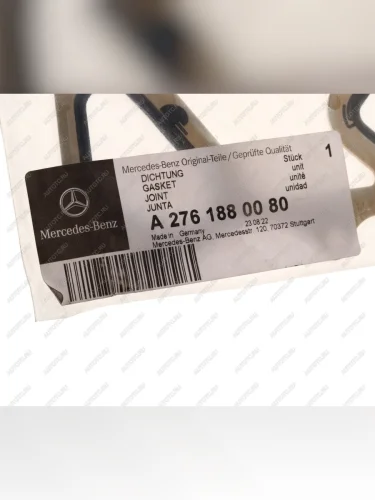 Mercedes-Benz Original-Teile / Geprüfte Qualität
DICHTUNG Stück 1
GASKET unit
JOINT unité
JUNTA unidad
A 276 188 00 80
23.08.22
Made in Germany
Mercedes-Benz AG, Mercedesstr. 120, 70372 Stuttgart
Mercedes-Benz